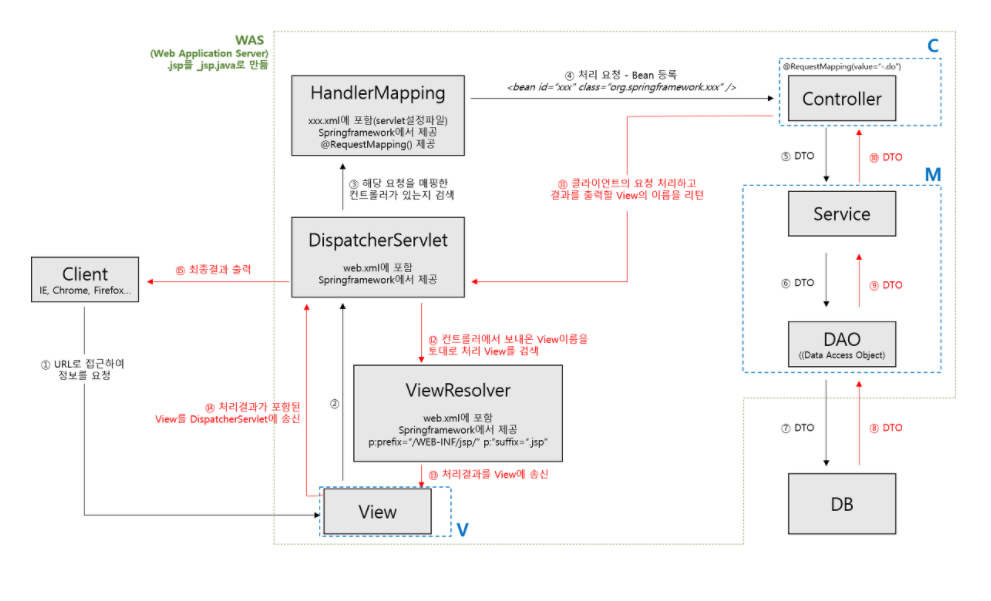 WAS
(Web Application Server)
.jsp를 _jsp.java로 만듦
C
@RequestMapping(value="-.do")
Controller
HandlerMapping
xxx.xml에 포함(servlet설정파일)
Springframework에서 제공
@RequestMapping() 제공
④ 처리 요청 - Bean 등록
<bean id="xxx" class="org.springframework.xxx" />
⑤ DTO
⑩ DTO
③ 해당 요청을 매핑한
컨트롤러가 있는지 검색
⑪ 클라이언트의 요청 처리하고
결과를 출력할 View의 이름을 리턴
M
Service
DispatcherServlet
web.xml에 포함
Springframework에서 제공
Client
IE, Chrome, Firefox...
⑮ 최종결과 출력
⑥ DTO
⑨ DTO
DAO
((Data Access Object)
① URL로 접근하여
정보를 요청
⑫ 컨트롤러에서 보내온 View이름을
토대로 처리 View를 검색
ViewResolver
web.xml에 포함
Springframework에서 제공
p:prefix="/WEB-INF/jsp/" p:"suffix=".jsp"
②
⑭ 처리결과가 포함된
View를 DispatcherServlet에 송신
⑦ DTO
⑧ DTO
⑬ 처리결과를 View에 송신
View
V
DB